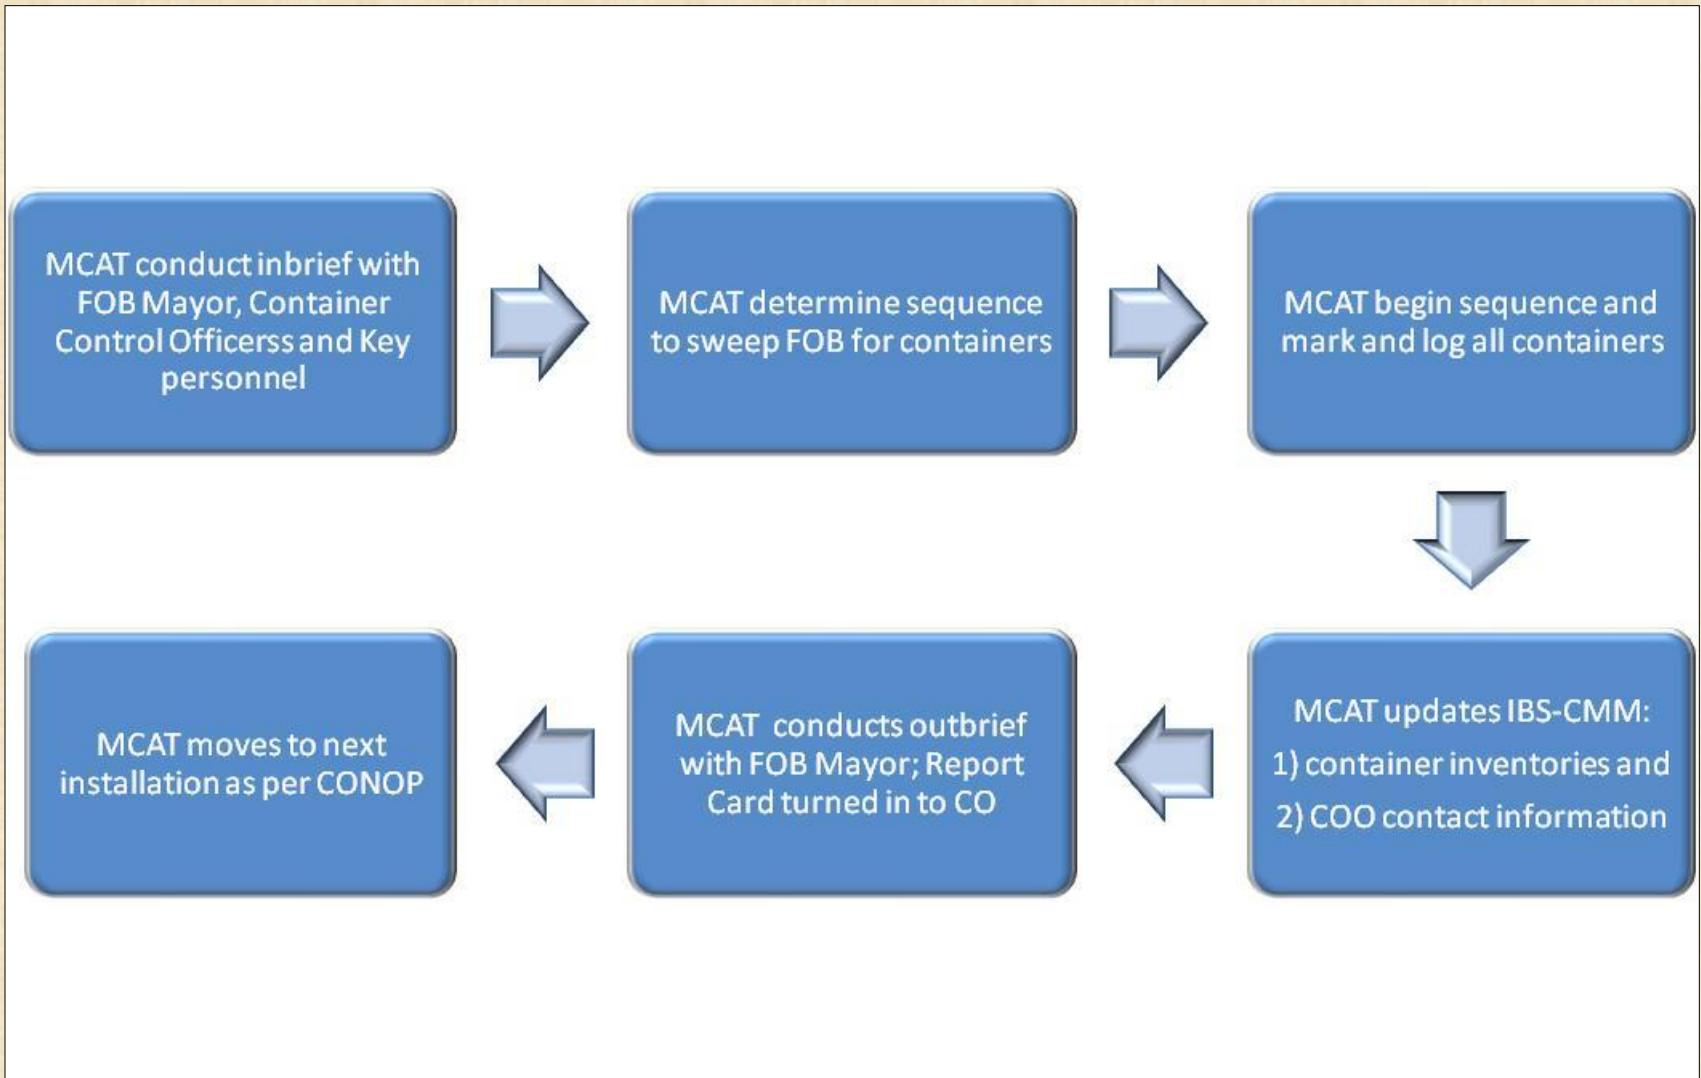 MCAT conduct inbrief with
FOB Mayor, Container
Control Officerss and Key
personnel
MCAT determine sequence
to sweep FOB for containers
MCAT begin sequence and
mark and log all containers
MCAT updates IBS-CMM:
1) container inventories and
2) COO contact information
MCAT conducts outbrief
with FOB Mayor; Report
Card turned in to CO
MCAT moves to next
installation as per CONOP